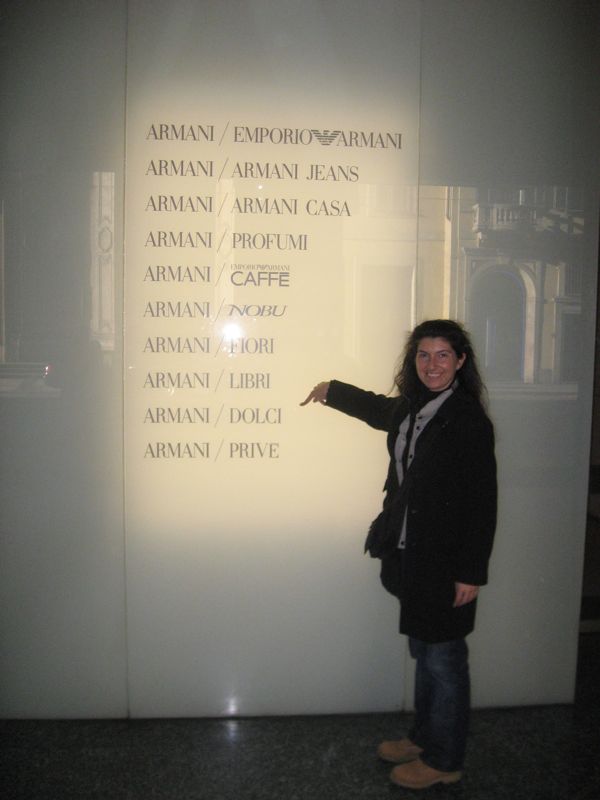 ARMANI / EMPORIO ARMANI
ARMANI / ARMANI JEANS
ARMANI / ARMANI CASA
ARMANI / PROFUMI
ARMANI / EMPORIO ARMANI CAFFÈ
ARMANI / NOBU
ARMANI / FIORI
ARMANI / LIBRI
ARMANI / DOLCI
ARMANI / PRIVE